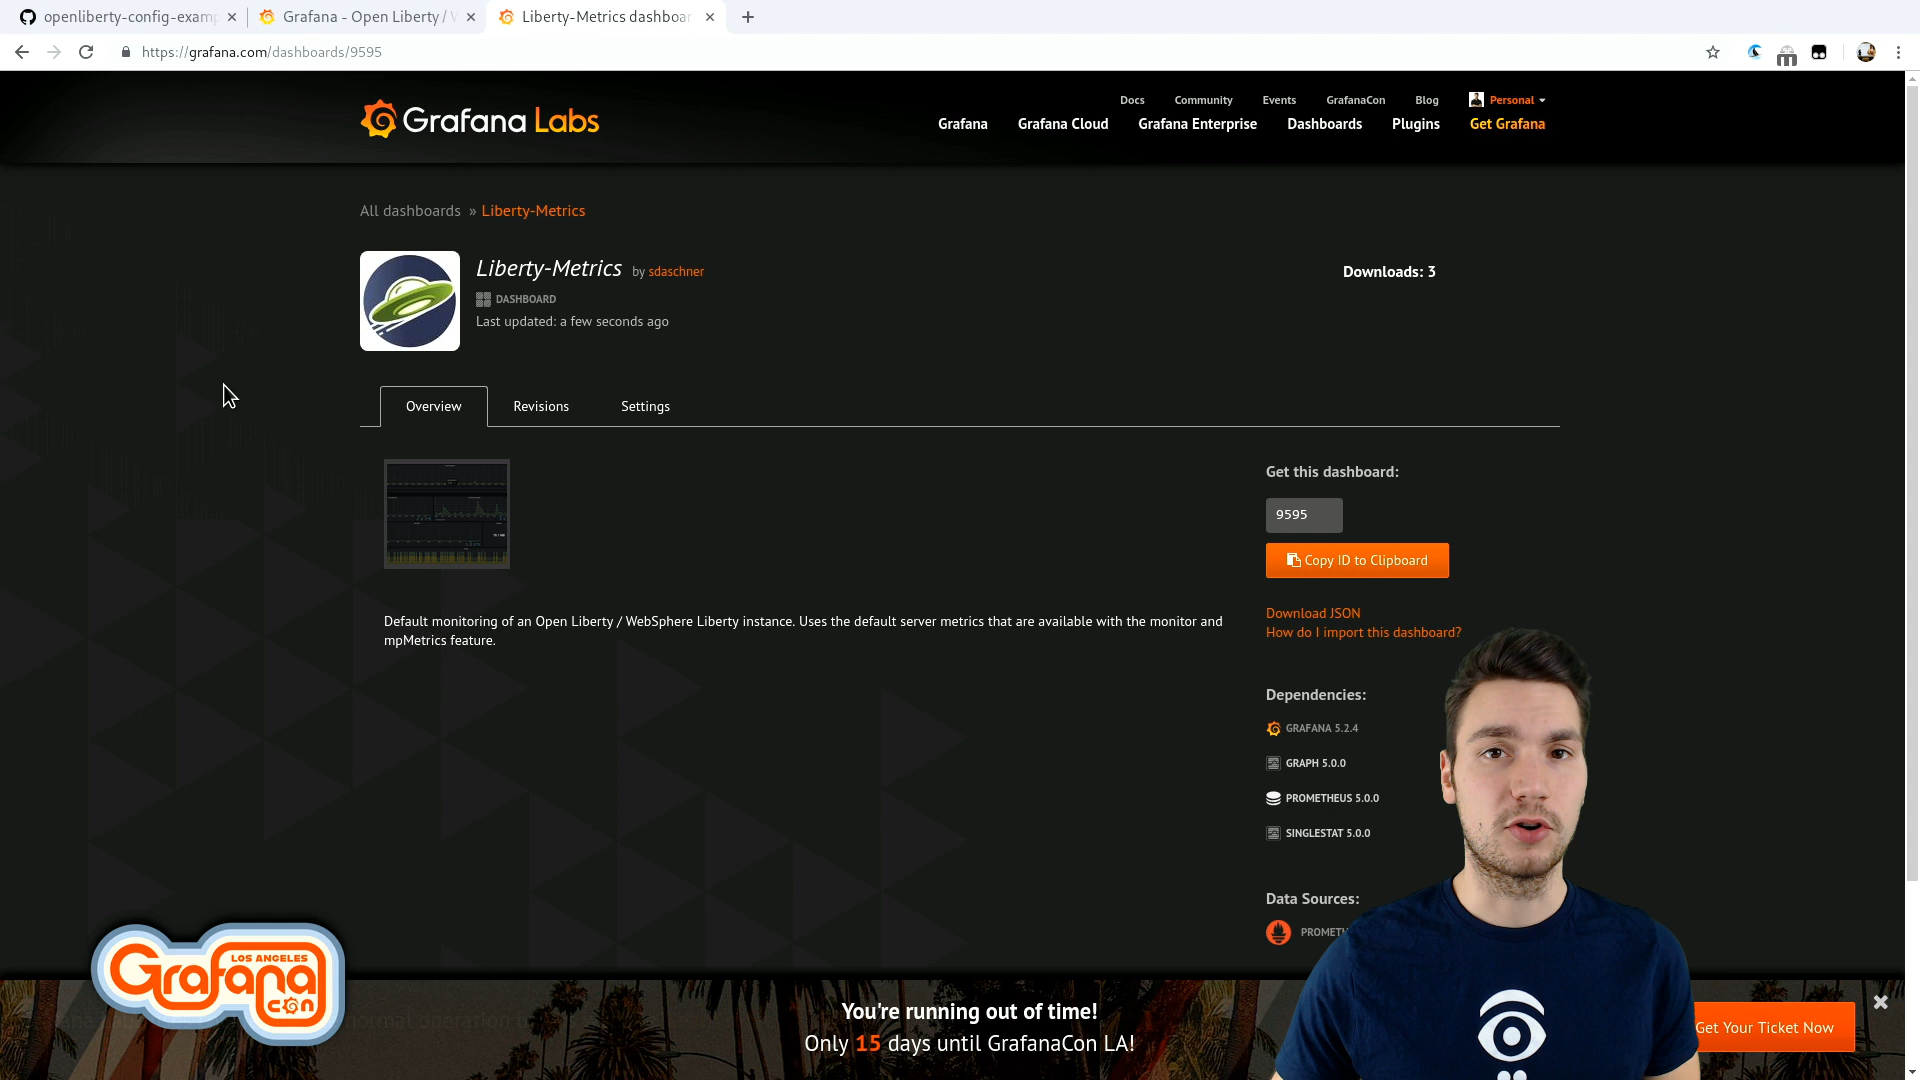 openliberty-config-examp
Grafana - Open Liberty /
Liberty-Metrics dashboar
https://grafana.com/dashboards/9595
Grafana Labs
Docs
Community
Events
GrafanaCon
Blog
Personal
Grafana
Grafana Cloud
Grafana Enterprise
Dashboards
Plugins
Get Grafana
All dashboards » Liberty-Metrics
Liberty-Metrics by sdaschner
Downloads: 3
DASHBOARD
Last updated: a few seconds ago
Overview
Revisions
Settings
Get this dashboard:
9595
Copy ID to Clipboard
Download JSON
How do I import this dashboard?
Default monitoring of an Open Liberty / WebSphere Liberty instance. Uses the default server metrics that are available with the monitor and
mpMetrics feature.
Dependencies:
GRAFANA 5.2.4
GRAPH 5.0.0
PROMETHEUS 5.0.0
SINGLESTAT 5.0.0
Data Sources:
PROMETH
LOS ANGELES
Grafana
con
You're running out of time!
Only 15 days until GrafanaCon LA!
Get Your Ticket Now